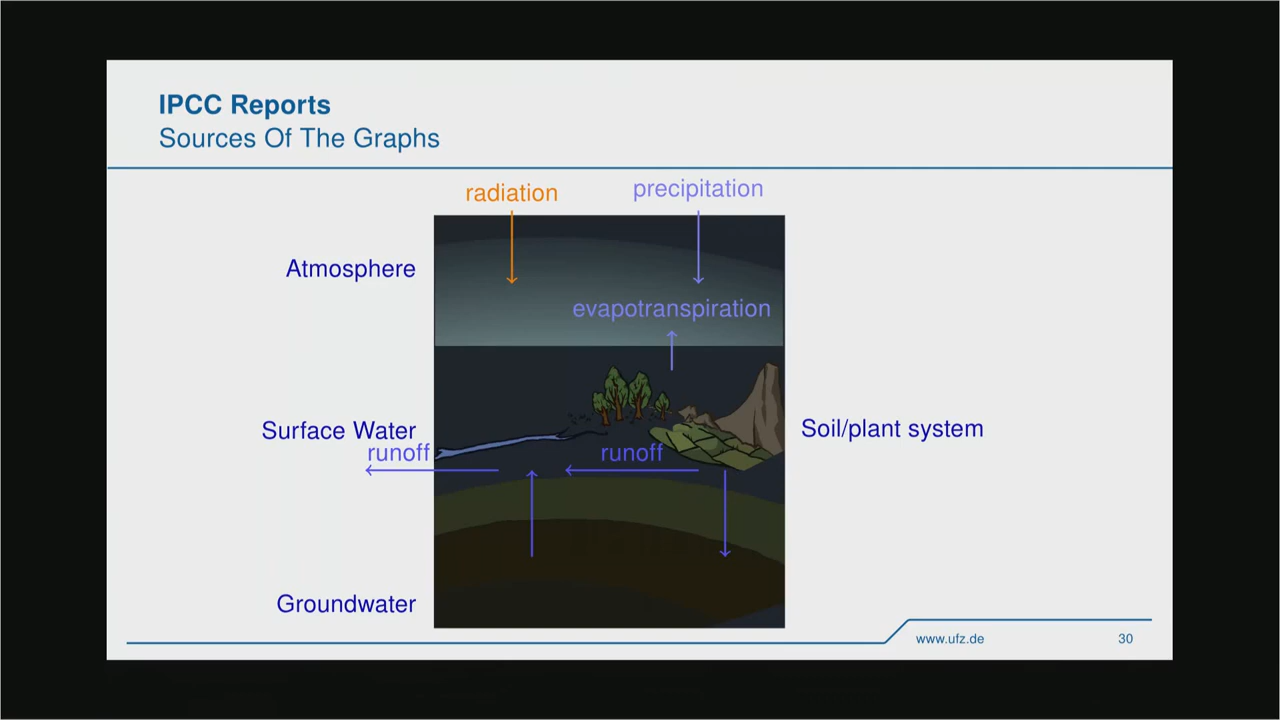 IPCC Reports
Sources Of The Graphs
radiation
precipitation
Atmosphere
evapotranspiration
Surface Water
Soil/plant system
runoff
runoff
Groundwater
www.ufz.de
30